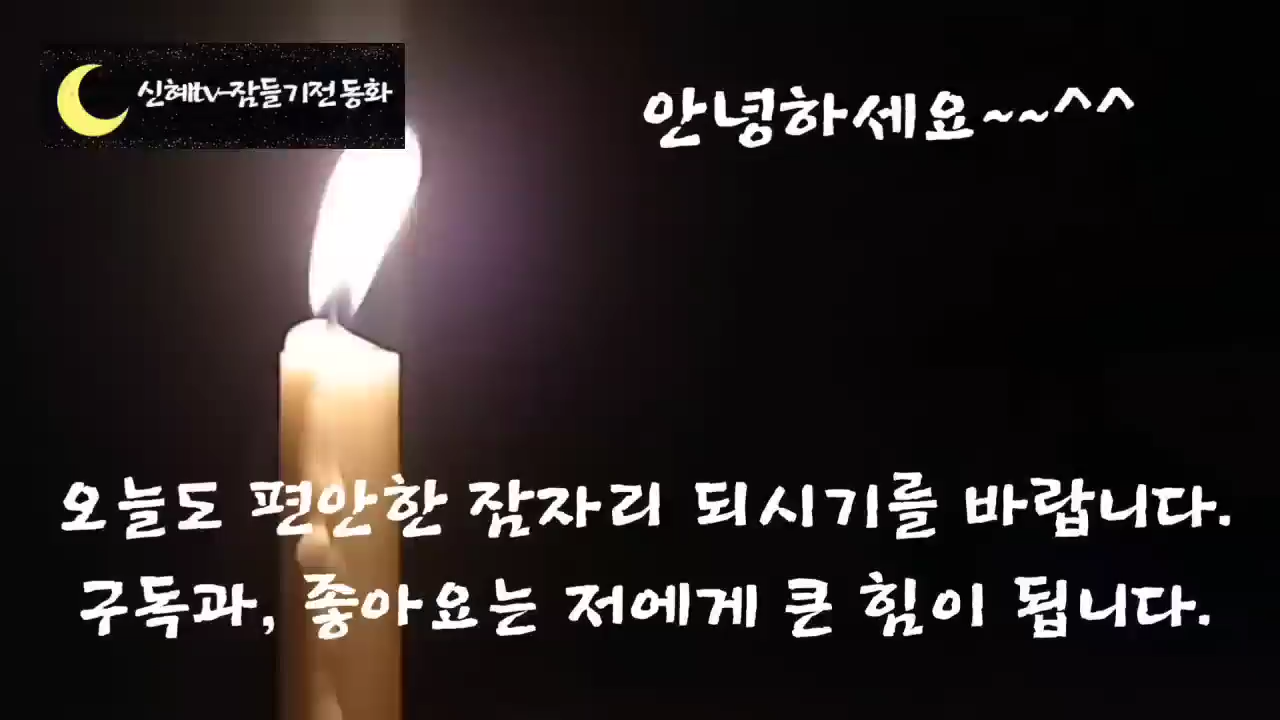 신혜tv-잠들기전 동화
안녕하세요~~^^
오늘도 편안한 잠자리 되시기를 바랍니다.
구독과, 좋아요는 저에게 큰 힘이 됩니다.